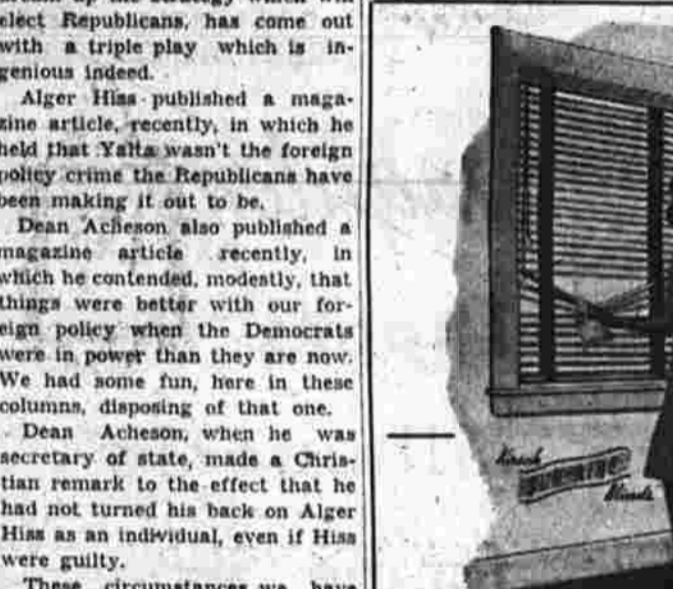 elect Republicans, has come out
with a triple play which is in-
genious indeed.
Alger Hiss published a maga-
zine article, recently, in which he
held that Yalta wasn't the foreign
policy crime the Republicans have
been making it out to be.
Dean Acheson also published a
magazine article recently, in
which he contended, modestly, that
things were better with our for-
eign policy when the Democrats
were in power than they are now.
We had some fun, here in these
columns, disposing of that one.
Dean Acheson, when he was
secretary of state, made a Chris-
tian remark to the effect that he
had not turned his back on Alger
Hiss as an individual, even if Hiss
were guilty.
These circumstances we have
Kirsch
Blinds